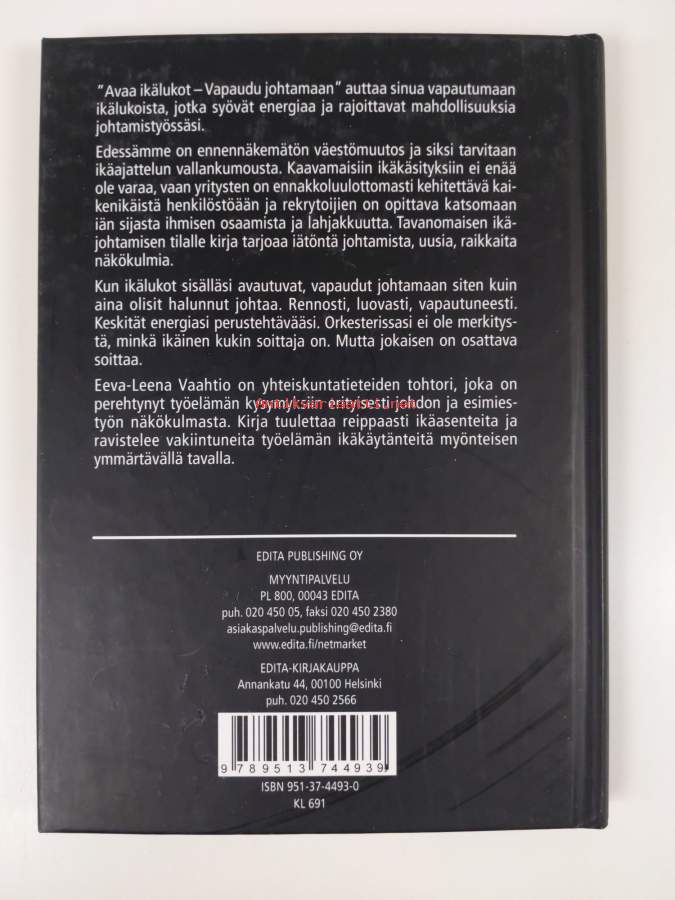 "Avaa ikälukot – Vapaudu johtamaan" auttaa sinua vapautumaan
ikälukoista, jotka syövät energiaa ja rajoittavat mahdollisuuksia
johtamistyössäsi.
Edessämme on ennennäkemätön väestömuutos ja siksi tarvitaan
ikäajattelun vallankumousta. Kaavamaisiin ikäkäsityksiin ei enää
ole varaa, vaan yritysten on ennakkoluulottomasti kehitettävä kai-
kenikäistä henkilöstöään ja rekrytoijien on opittava katsomaan
iän sijasta ihmisen osaamista ja lahjakkuutta. Tavanomaisen ikä-
johtamisen tilalle kirja tarjoaa iätöntä johtamista, uusia, raikkaita
näkökulmia.
Kun ikälukot sisälläsi avautuvat, vapaudut johtamaan siten kuin
aina olisit halunnut johtaa. Rennosti, luovasti, vapautuneesti.
Keskität energiasi perustehtävääsi. Orkesterissasi ei ole merkitys-
tä, minkä ikäinen kukin soittaja on. Mutta jokaisen on osattava
soittaa.
Eeva-Leena Vaahtio on yhteiskuntatieteiden tohtori, joka on
perehtynyt työelämän kysymyksiin erityisesti johdon ja esimies-
työn näkökulmasta. Kirja tuulettaa reippaasti ikäasenteita ja
ravistelee vakiintuneita työelämän ikäkäytänteitä myönteisen
ymmärtävällä tavalla.
EDITA PUBLISHING OY
MYYNTIPALVELU
PL 800, 00043 EDITA
puh. 020 450 05, faksi 020 450 2380
asiakaspalvelu.publishing@edita.fi
www.edita.fi/netmarket
EDITA-KIRJAKAUPPA
Annankatu 44, 00100 Helsinki
puh. 020 450 2566
9 789513 744939
ISBN 951-37-4493-0
KL 691